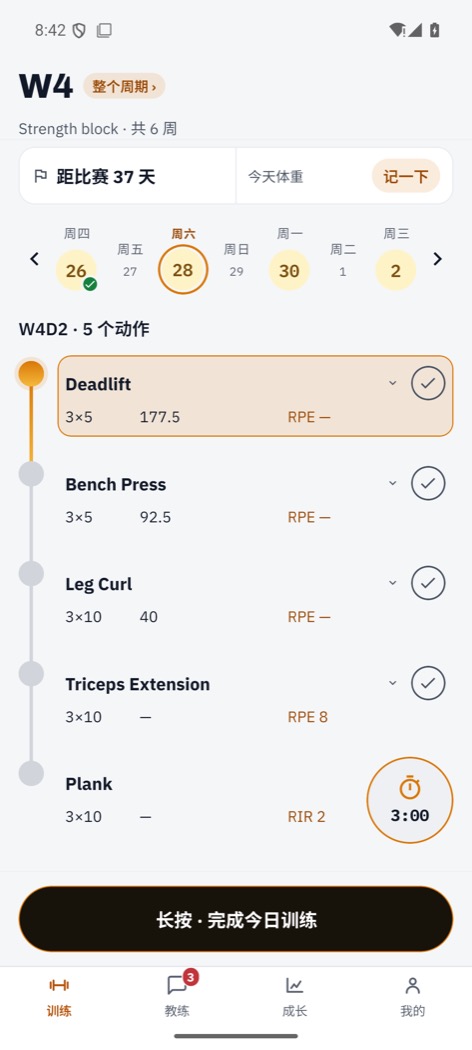 8:42
W4 整个周期 ›
Strength block · 共 6 周
距比赛 37 天 今天体重 记一下
周四 周五 周六 周日 周一 周二 周三
26 27 28 29 30 1 2
W4D2 · 5 个动作
Deadlift
3×5 177.5 RPE —
Bench Press
3×5 92.5 RPE —
Leg Curl
3×10 40 RPE —
Triceps Extension
3×10 — RPE 8
Plank
3×10 — RIR 2
3:00
长按 · 完成今日训练
3
训练 教练 成长 我的